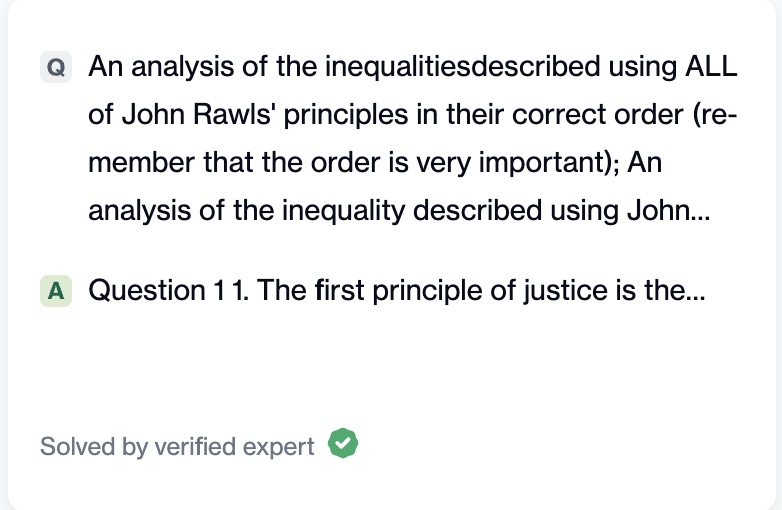 Q An analysis of the inequalitiesdescribed using ALL
of John Rawls' principles in their correct order (re-
member that the order is very important); An
analysis of the inequality described using John...
A Question 1 1. The first principle of justice is the...
Solved by verified expert